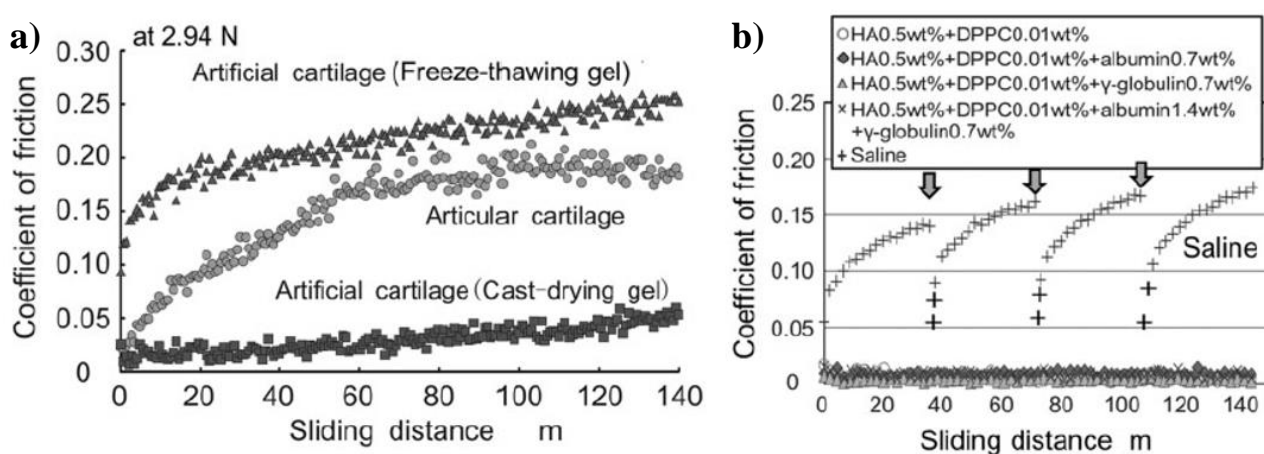 a)
at 2.94 N
0.30
0.25
0.20
0.15
0.10
0.05
0
Coefficient of friction
Artificial cartilage (Freeze-thawing gel)
Articular cartilage
Artificial cartilage (Cast-drying gel)
0 20 40 60 80 100 120 140
Sliding distance m
b)
HA0.5wt%+DPPC0.01wt%
HA0.5wt%+DPPC0.01wt%+albumin0.7wt%
HA0.5wt%+DPPC0.01wt%+γ-globulin0.7wt%
HA0.5wt%+DPPC0.01wt%+albumin1.4wt%
+γ-globulin0.7wt%
Saline
0.25
0.20
0.15
0.10
0.05
0
Coefficient of friction
Saline
0 20 40 60 80 100 120 140
Sliding distance m